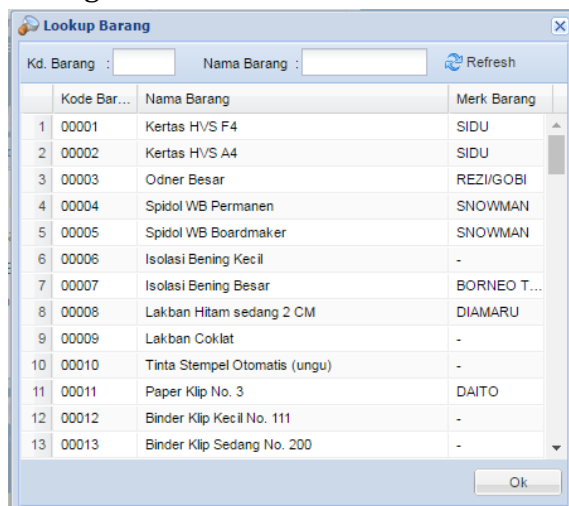 Lookup Barang
Kd. Barang : Nama Barang : Refresh
Kode Bar... Nama Barang Merk Barang
1 00001 Kertas HVS F4 SIDU
2 00002 Kertas HVS A4 SIDU
3 00003 Odner Besar REZI/GOBI
4 00004 Spidol WB Permanen SNOWMAN
5 00005 Spidol WB Boardmaker SNOWMAN
6 00006 Isolasi Bening Kecil -
7 00007 Isolasi Bening Besar BORNEO T...
8 00008 Lakban Hitam sedang 2 CM DIAMARU
9 00009 Lakban Coklat -
10 00010 Tinta Stempel Otomatis (ungu) -
11 00011 Paper Klip No. 3 DAITO
12 00012 Binder Klip Kecil No. 111 -
13 00013 Binder Klip Sedang No. 200 -
Ok